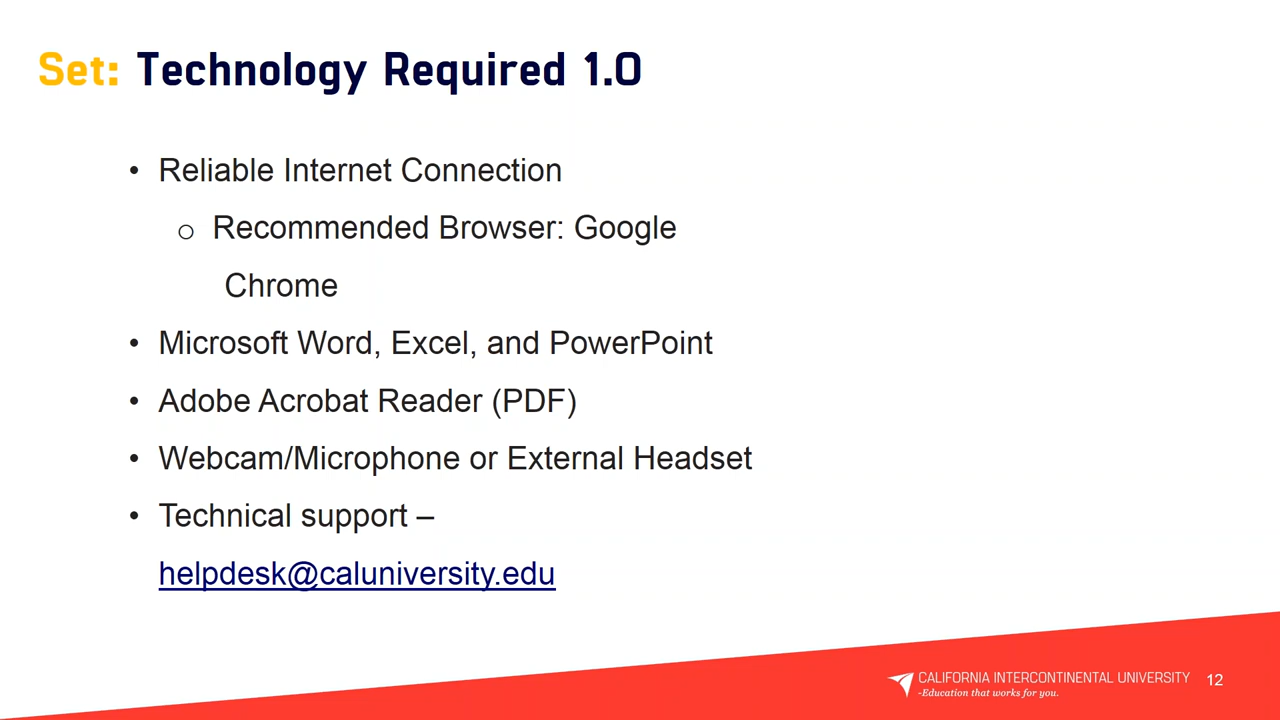 Set: Technology Required 1.0
• Reliable Internet Connection
o Recommended Browser: Google
Chrome
• Microsoft Word, Excel, and PowerPoint
• Adobe Acrobat Reader (PDF)
• Webcam/Microphone or External Headset
• Technical support –
helpdesk@caluniversity.edu
CALIFORNIA INTERCONTINENTAL UNIVERSITY
-Education that works for you.
12